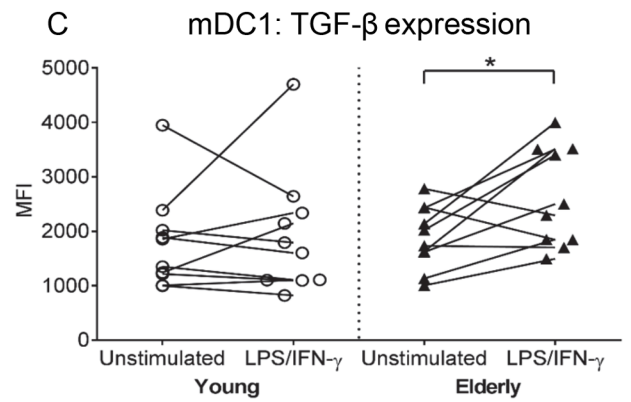 C mDC1: TGF-β expression
*
5000
4000
3000
2000
1000
0
MFI
Unstimulated LPS/IFN-γ Unstimulated LPS/IFN-γ
Young Elderly